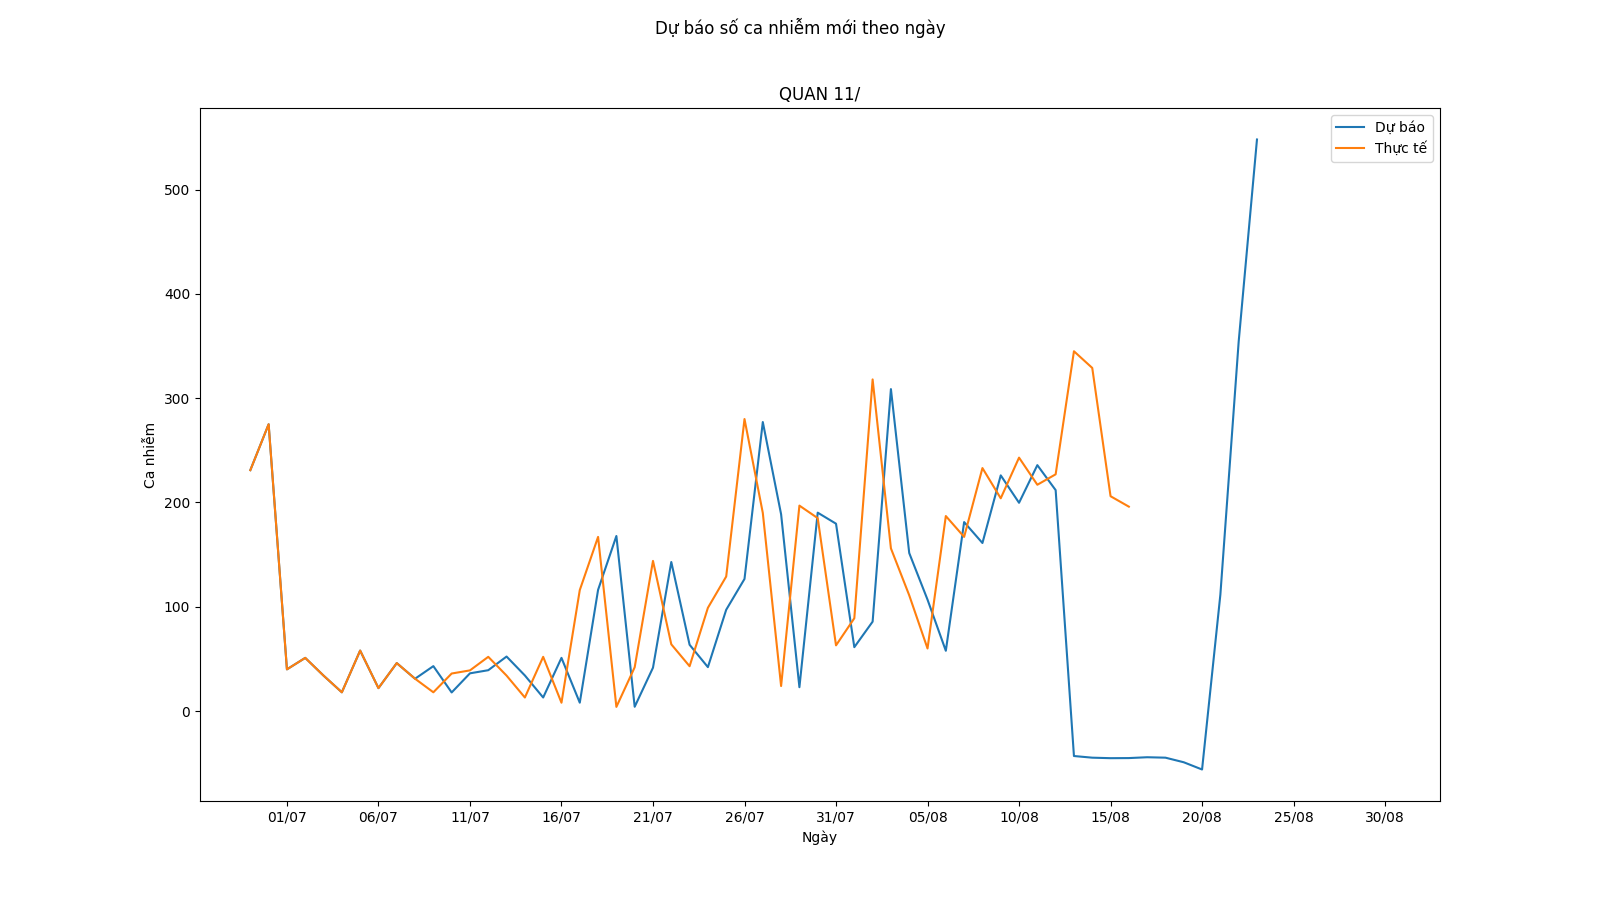 Dự báo số ca nhiễm mới theo ngày
QUAN 11/
Dự báo
Thực tế
500
400
300
200
100
0
Ca nhiễm
01/07 06/07 11/07 16/07 21/07 26/07 31/07 05/08 10/08 15/08 20/08 25/08 30/08
Ngày